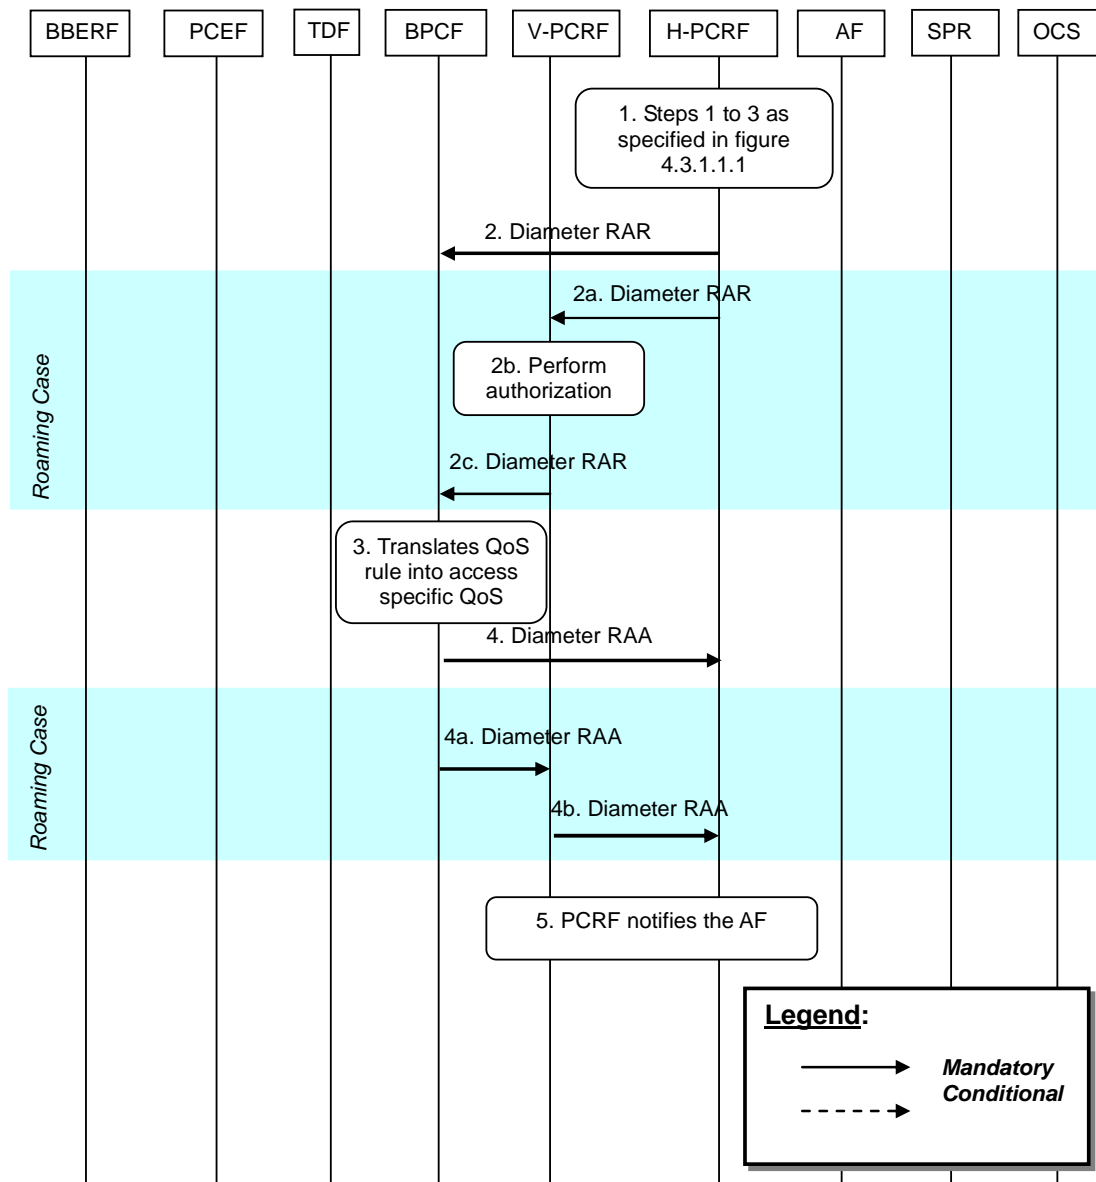 BBERF
PCEF
TDF
BPCF
V-PCRF
H-PCRF
AF
SPR
OCS
1. Steps 1 to 3 as
specified in figure
4.3.1.1.1
2. Diameter RAR
2a. Diameter RAR
2b. Perform
authorization
Roaming Case
2c. Diameter RAR
3. Translates QoS
rule into access
specific QoS
4. Diameter RAA
Roaming Case
4a. Diameter RAA
4b. Diameter RAA
5. PCRF notifies the AF
Legend:
Mandatory
Conditional